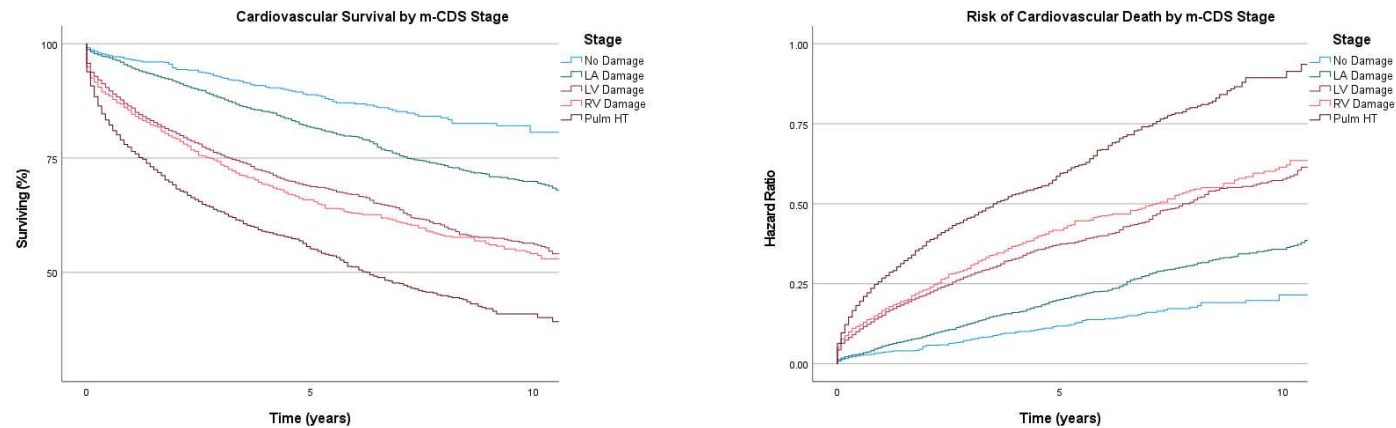 Cardiovascular Survival by m-CDS Stage
Surviving (%)
100
75
50
0
5
10
Time (years)
Stage
No Damage
LA Damage
LV Damage
RV Damage
Pulm HT
Risk of Cardiovascular Death by m-CDS Stage
Hazard Ratio
1.00
0.75
0.50
0.25
0.00
0
5
10
Time (years)
Stage
No Damage
LA Damage
LV Damage
RV Damage
Pulm HT